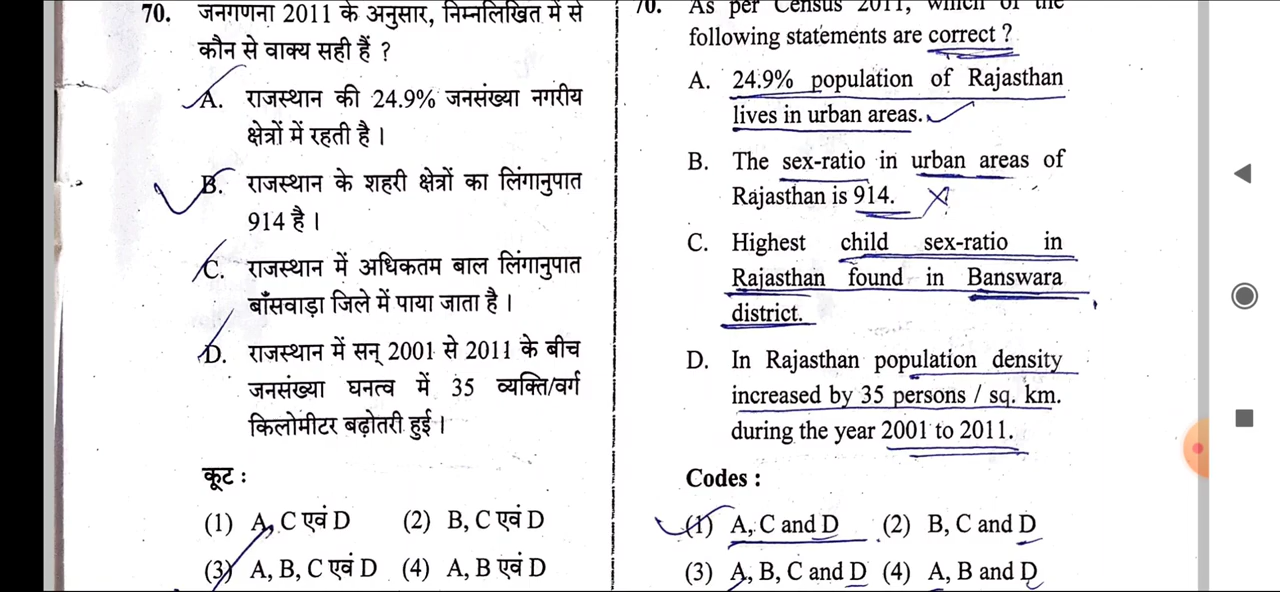 70. जनगणना 2011 के अनुसार, निम्नलिखित में से
कौन से वाक्य सही हैं ?
A. राजस्थान की 24.9% जनसंख्या नगरीय
क्षेत्रों में रहती है ।
B. राजस्थान के शहरी क्षेत्रों का लिंगानुपात
914 है ।
C. राजस्थान में अधिकतम बाल लिंगानुपात
बाँसवाड़ा जिले में पाया जाता है ।
D. राजस्थान में सन् 2001 से 2011 के बीच
जनसंख्या घनत्व में 35 व्यक्ति/वर्ग
किलोमीटर बढ़ोतरी हुई ।
कूट :
(1) A, C एवं D (2) B, C एवं D
(3) A, B, C एवं D (4) A, B एवं D
70. As per Census 2011, which of the
following statements are correct ?
A. 24.9% population of Rajasthan
lives in urban areas.
B. The sex-ratio in urban areas of
Rajasthan is 914.
C. Highest child sex-ratio in
Rajasthan found in Banswara
district.
D. In Rajasthan population density
increased by 35 persons / sq. km.
during the year 2001 to 2011.
Codes :
(1) A, C and D (2) B, C and D
(3) A, B, C and D (4) A, B and D